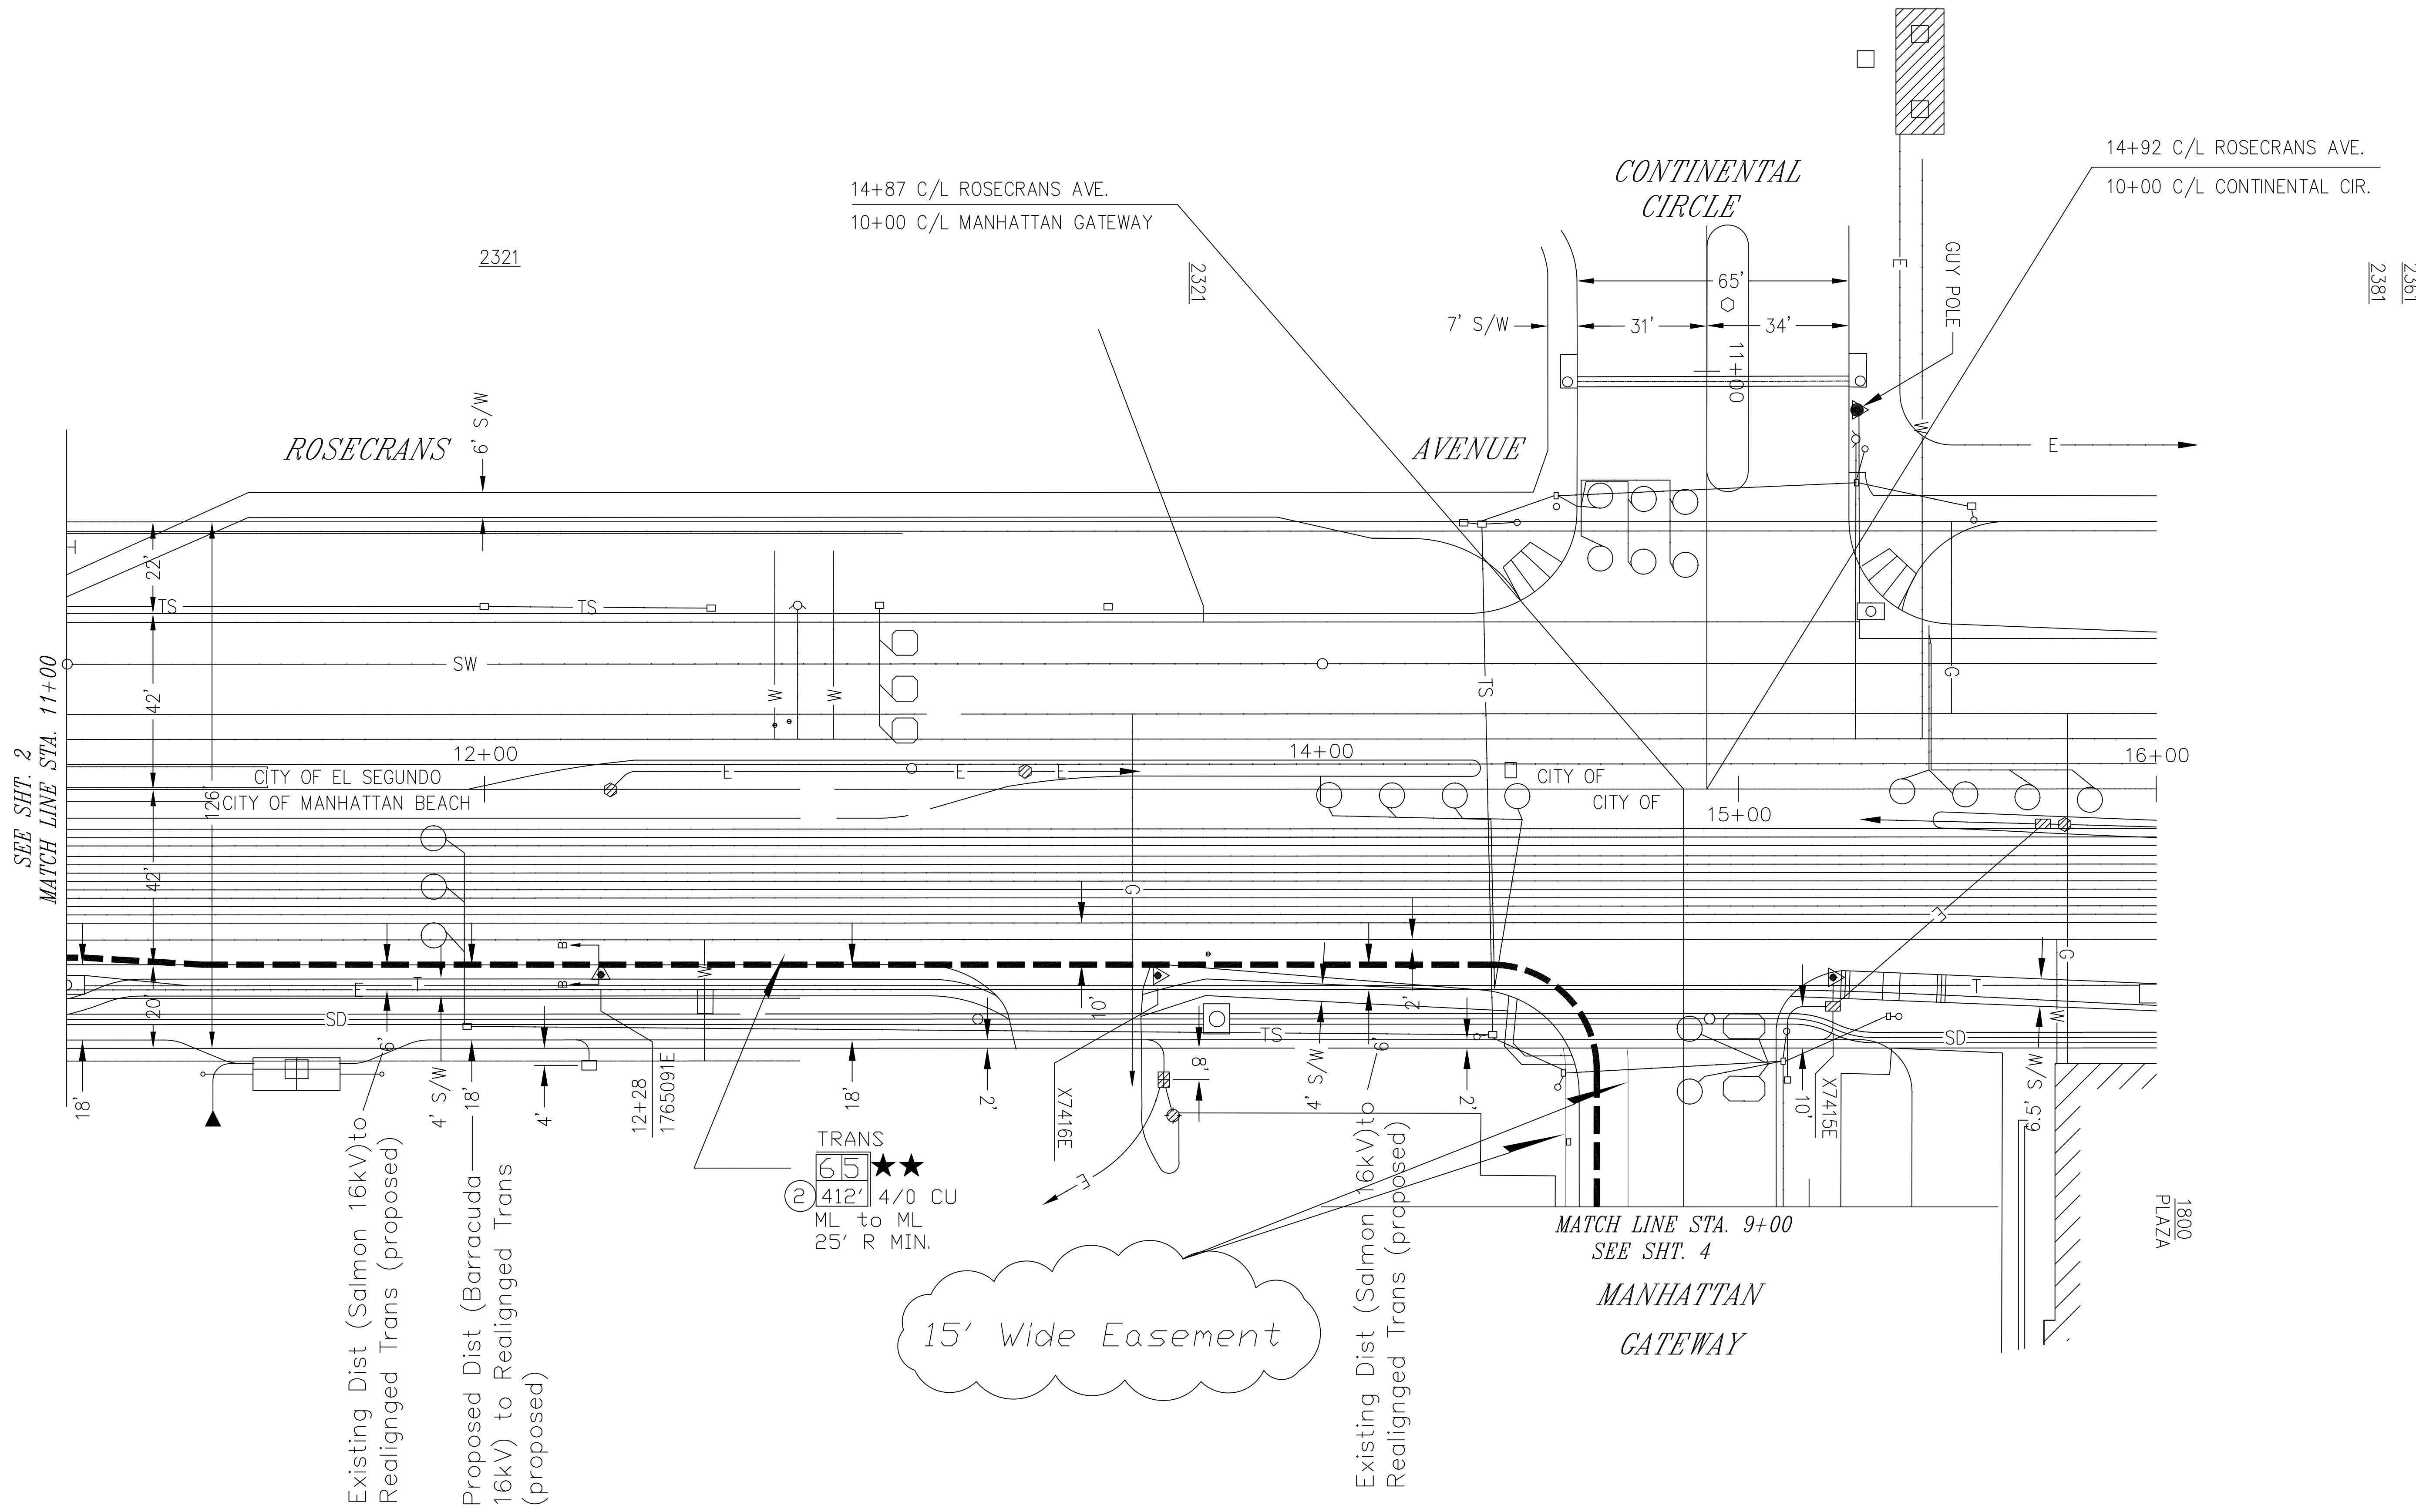 14+92 C/L ROSECRANS AVE.
10+00 C/L CONTINENTAL CIR.
14+87 C/L ROSECRANS AVE.
10+00 C/L MANHATTAN GATEWAY
CONTINENTAL
CIRCLE
2321
2321
2381
2361
GUY POLE
E
65'
7' S/W
31'
34'
11+00
W
E
ROSECRANS
6' S/W
AVENUE
22'
TS
TS
SW
W
W
TS
G
42'
SEE SHT. 2
MATCH LINE STA. 11+00
12+00
14+00
16+00
CITY OF EL SEGUNDO
CITY OF MANHATTAN BEACH
E
E
E
CITY OF
CITY OF
15+00
126'
42'
G
E
B
B
W
E
T
20'
SD
10'
2'
TS
T
G
W
SD
18'
6'
4' S/W
18'
4'
12+28
1765091E
18'
2'
X7416E
8'
4' S/W
6'
2'
10'
X7415E
6.5' S/W
E
TRANS
65 ★★
2 412' 4/0 CU
ML to ML
25' R MIN.
Existing Dist (Salmon 16kV)to
Realignged Trans (proposed)
Proposed Dist (Barracuda
16kV) to Realignged Trans
(proposed)
Existing Dist (Salmon 16kV)to
Realignged Trans (proposed)
15' Wide Easement
MATCH LINE STA. 9+00
SEE SHT. 4
MANHATTAN
GATEWAY
1800
PLAZA